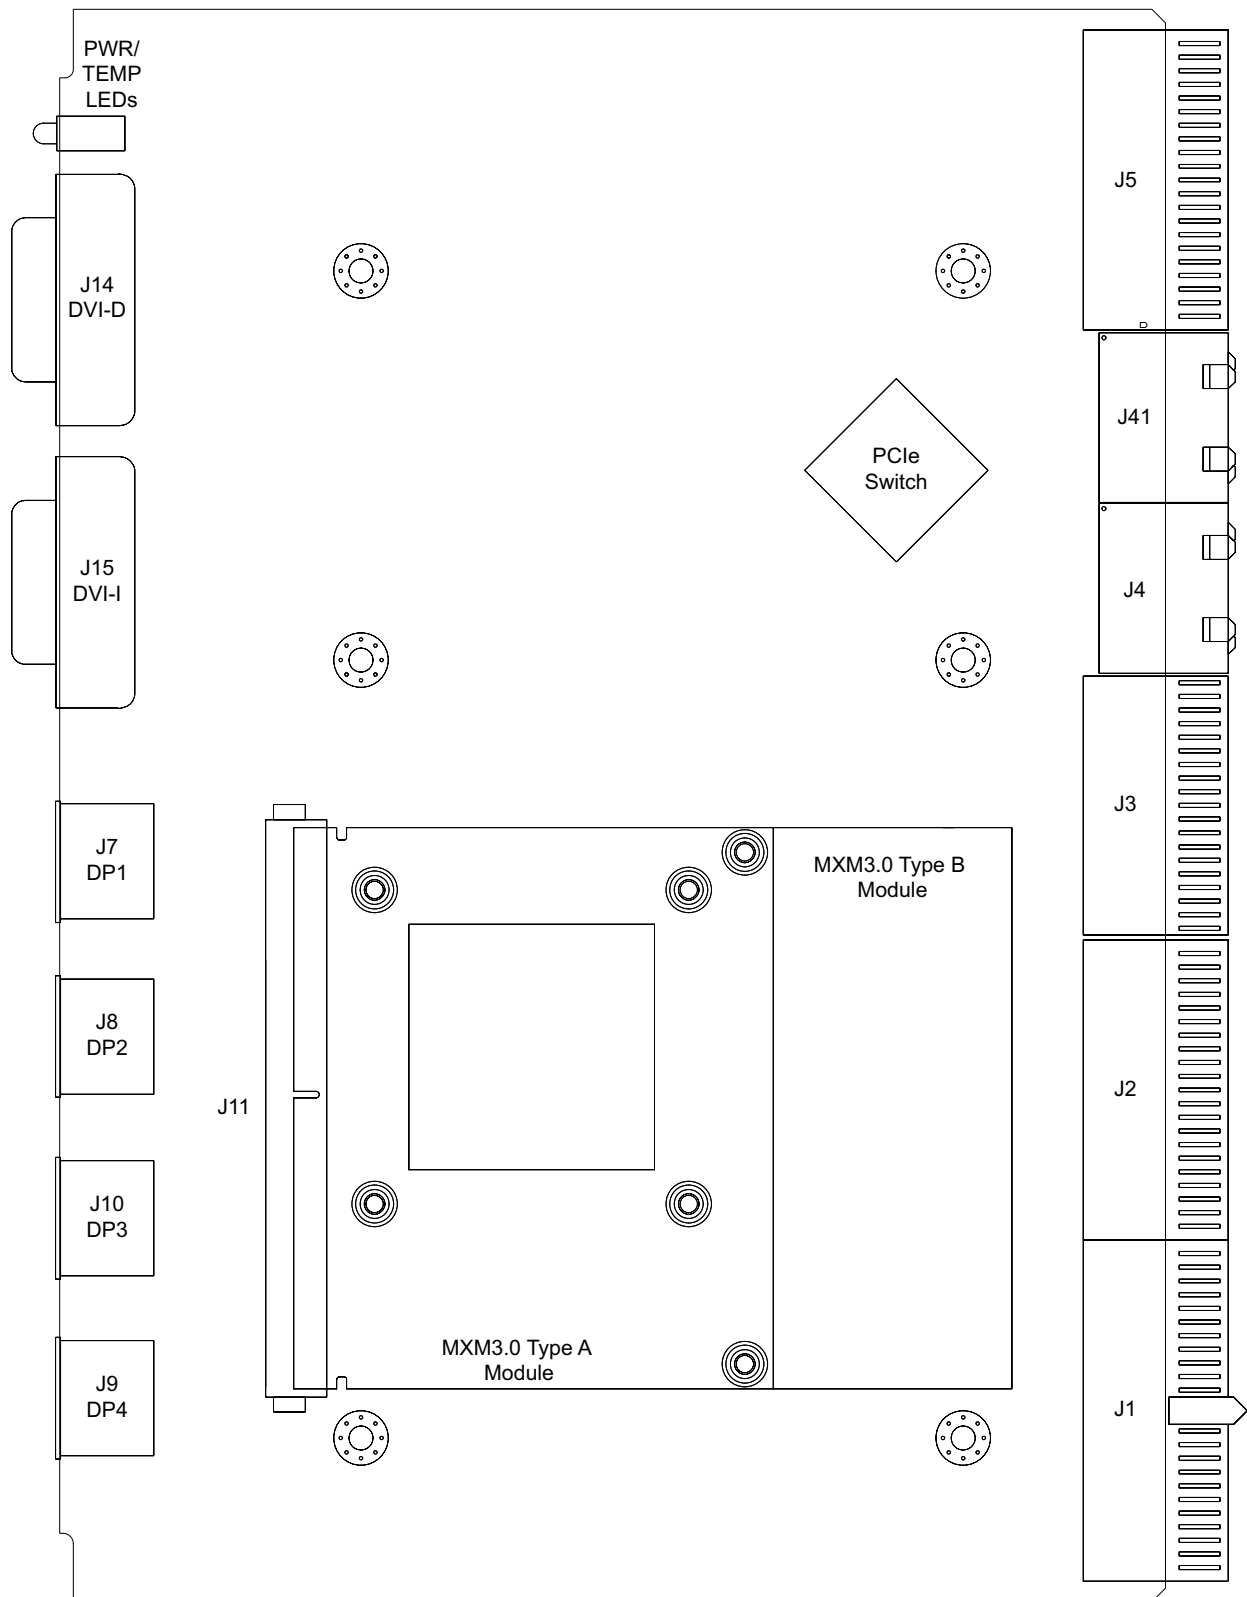 PWR/
TEMP
LEDs
J5
J14
DVI-D
J41
PCIe
Switch
J15
DVI-I
J4
J3
J7
DP1
MXM3.0 Type B
Module
J8
DP2
J2
J11
J10
DP3
MXM3.0 Type A
Module
J9
DP4
J1